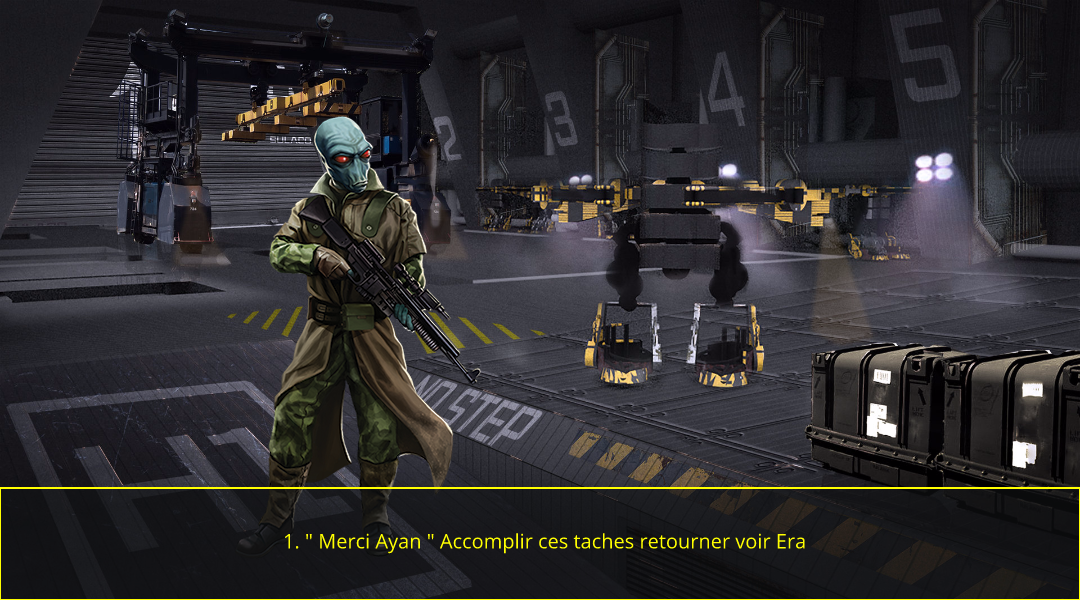 2
3
4
5
NO STEP
1. " Merci Ayan " Accomplir ces taches retourner voir Era